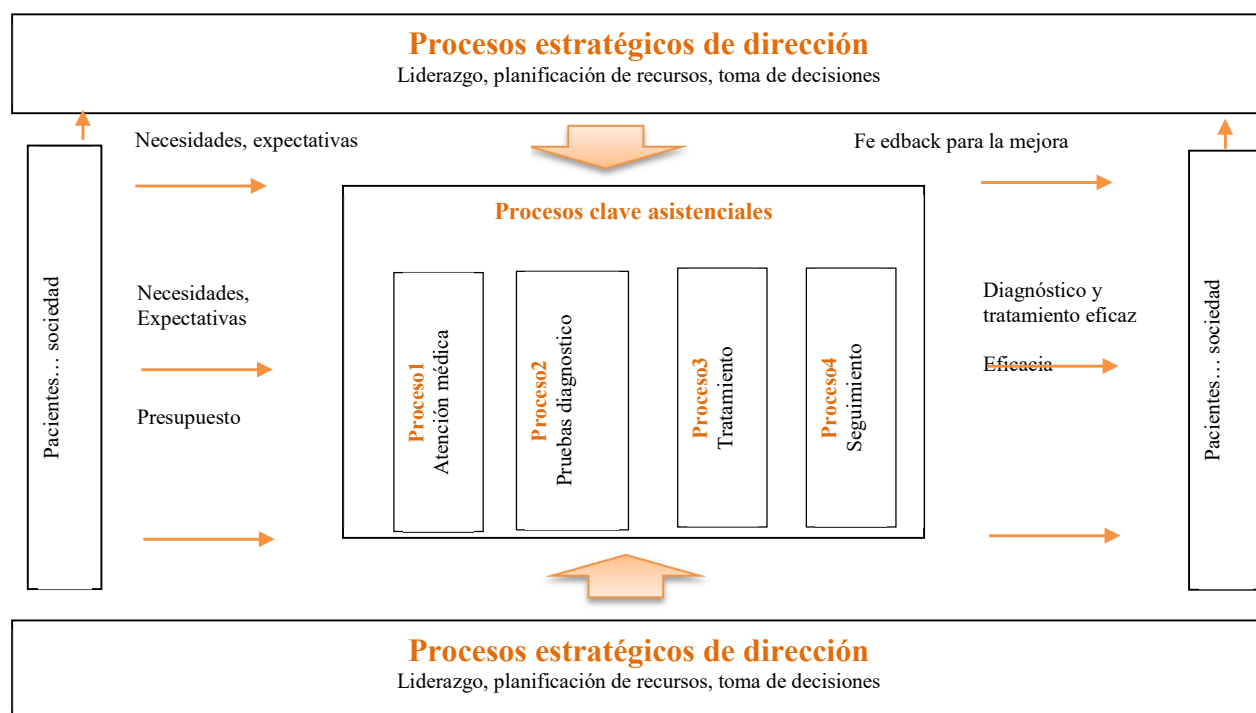 Procesos estratégicos de dirección
Liderazgo, planificación de recursos, toma de decisiones
Necesidades, expectativas
Fe edback para la mejora
Pacientes… sociedad
Necesidades,
Expectativas
Presupuesto
Procesos clave asistenciales
Proceso1
Atención médica
Proceso2
Pruebas diagnostico
Proceso3
Tratamiento
Proceso4
Seguimiento
Diagnóstico y
tratamiento eficaz
Eficacia
Pacientes… sociedad
Procesos estratégicos de dirección
Liderazgo, planificación de recursos, toma de decisiones